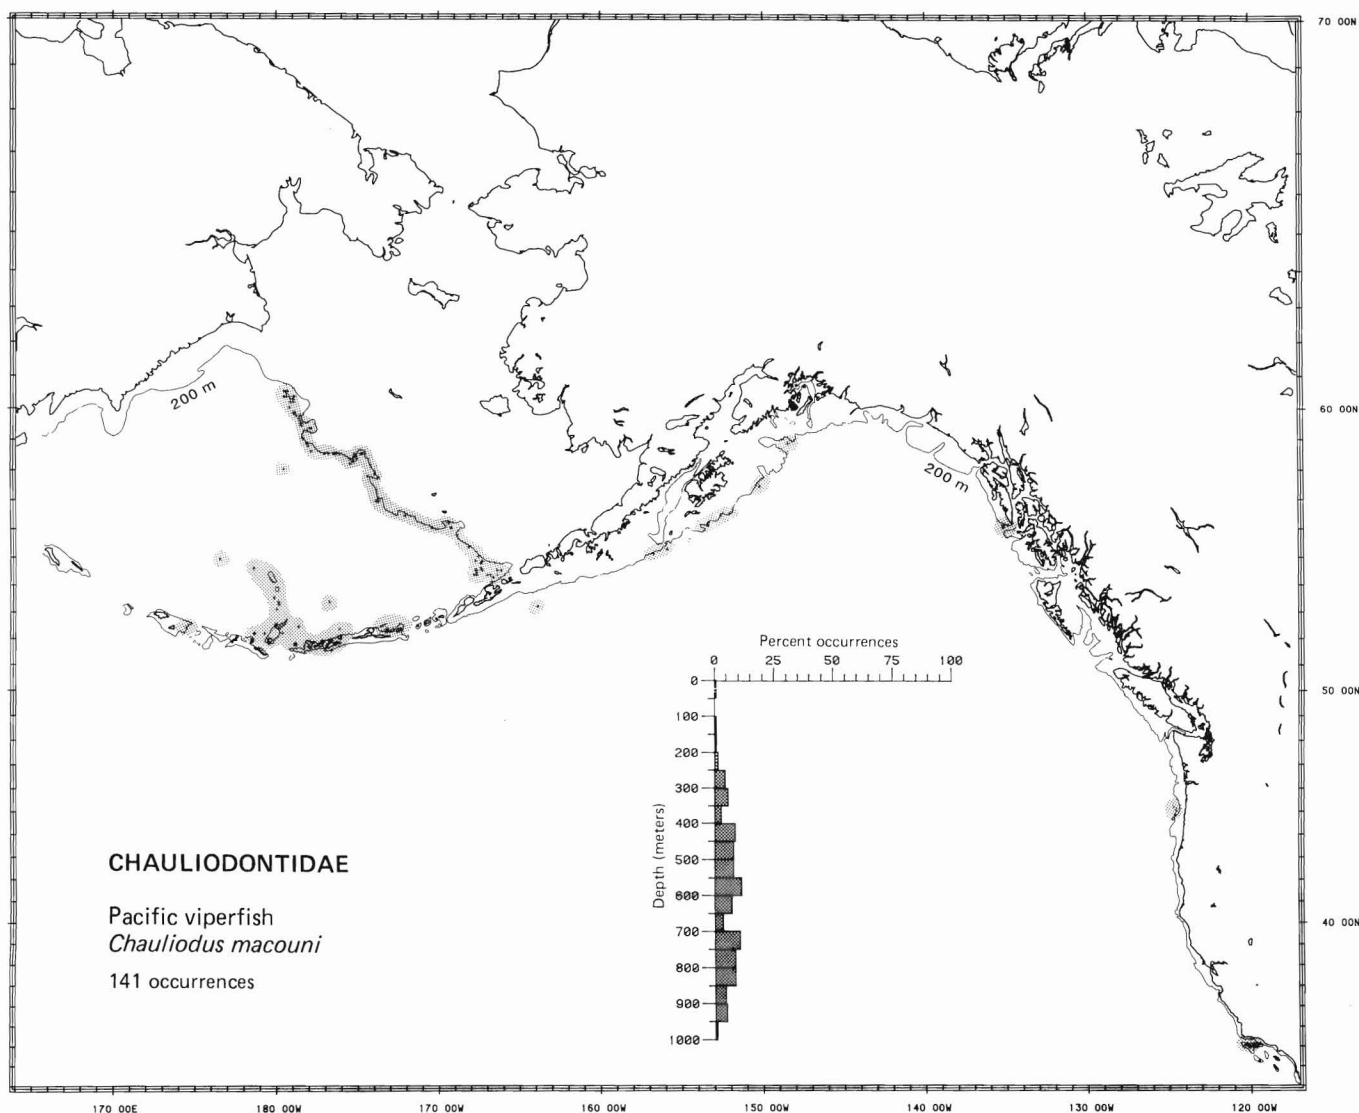 70 00N
200 m
60 00N
200 m
Percent occurrences
0 25 50 75 100
0
50 00N
100
200
300
400
500
600
700
800
900
1000
Depth (meters)
CHAULIODONTIDAE
Pacific viperfish
Chauliodus macouni
141 occurrences
40 00N
170 00E 180 00W 170 00W 160 00W 150 00W 140 00W 130 00W 120 00W